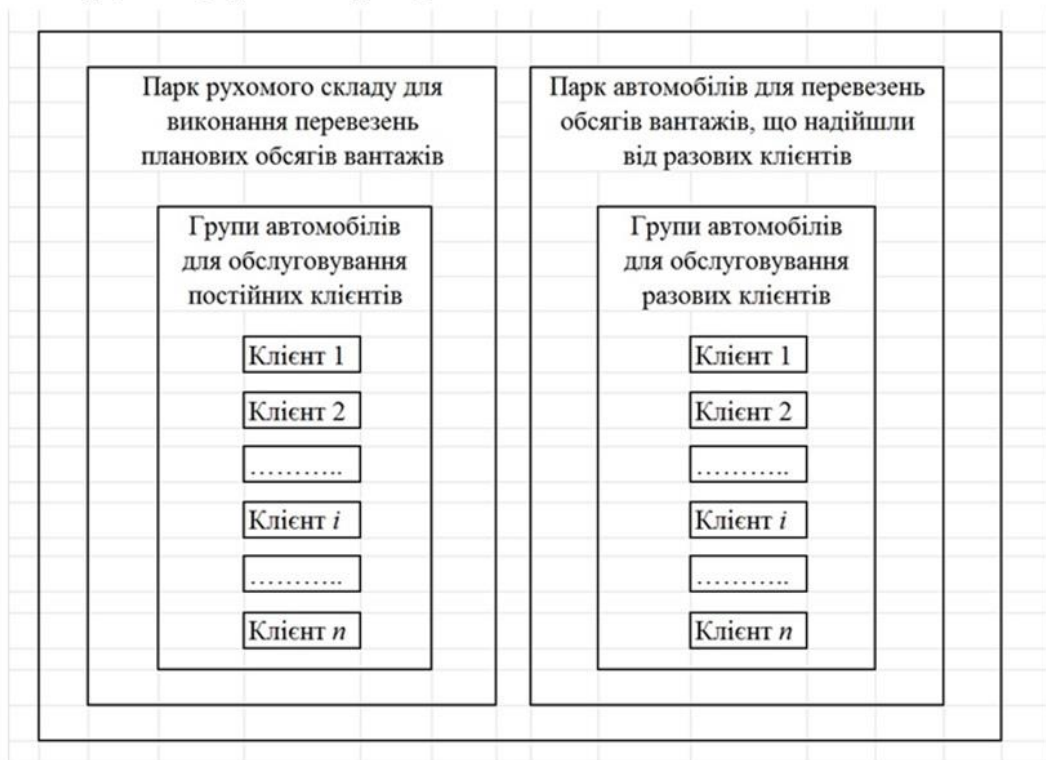 Парк рухомого складу для
виконання перевезень
планових обсягів вантажів
Групи автомобілів
для обслуговування
постійних клієнтів
Клієнт 1
Клієнт 2
………..
Клієнт i
………..
Клієнт n
Парк автомобілів для перевезень
обсягів вантажів, що надійшли
від разових клієнтів
Групи автомобілів
для обслуговування
разових клієнтів
Клієнт 1
Клієнт 2
………..
Клієнт i
………..
Клієнт n